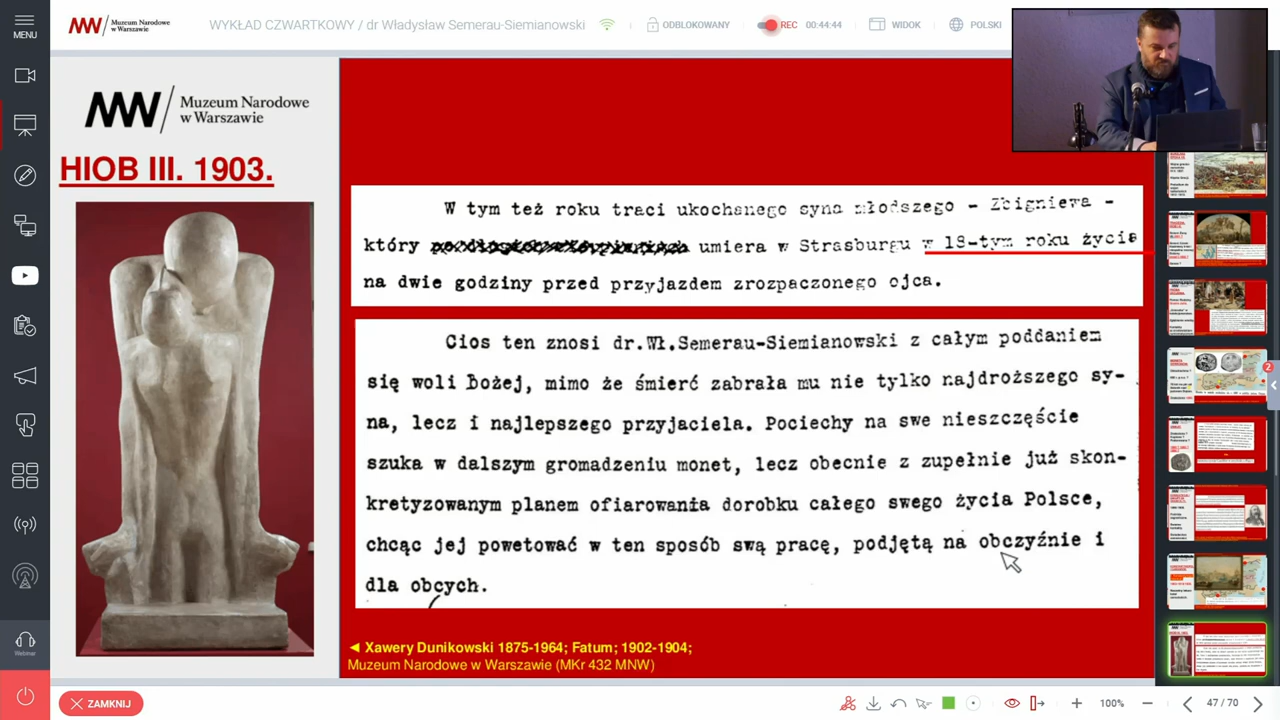 MENU
Muzeum Narodowe
w Warszawie
WYKŁAD CZWARTKOWY / dr Władysław Semerau-Siemianowski
ODBLOKOWANY
REC
00:44:44
WIDOK
POLSKI
Muzeum Narodowe
w Warszawie
HIOB III. 1903.
W tym też roku traci ukochanego syna młodszego - Zbigniewa -
który umiera w Strasburgu w 18-tym roku życia
na dwie godziny przed przyjazdem zrozpaczonego ojca.
Cios ten znosi dr.Wł.Semerau-Siemianowski z całym poddaniem
się woli Bożej, mimo że śmierć zabrała mu nie tylko najdroższego sy-
na, lecz i najlepszego przyjaciela. Pociechy na swe nieszczęście
szuka w dalszym gromadzeniu monet, lecz obecnie z zupełnie już skon-
kretyzowanym planem ofiarowania dorobku całego swego życia Polsce,
chcąc jej powetować w ten sposób swą pracę, podjętą na obczyźnie i
dla obcych
◄ Xawery Dunikowski 1875-1964; Fatum; 1902-1904;
Muzeum Narodowe w Warszawie (MKr 432 MNW)
2
Webinar
ZAMKNIJ
100%
47 / 70